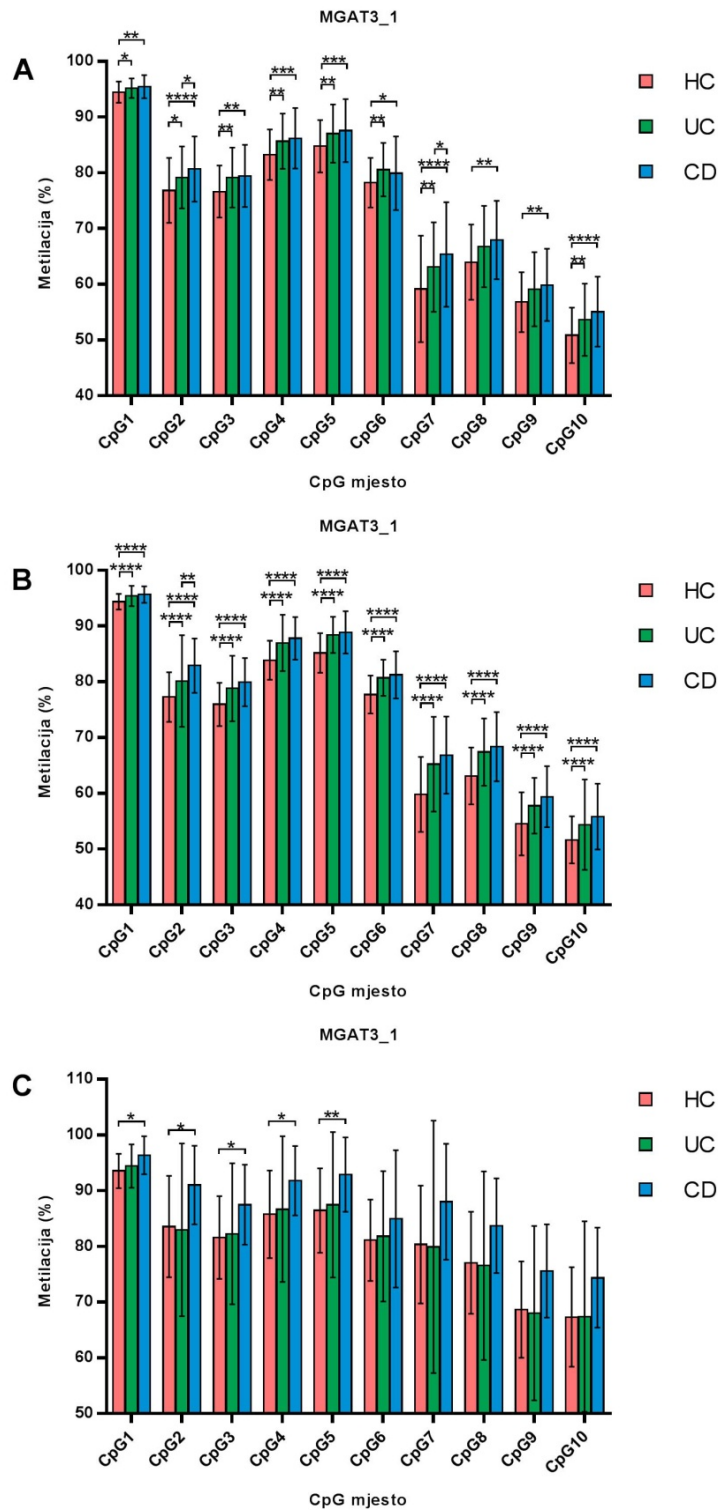 MGAT3_1
A
** ** *** *** *
* * **** ** ** ** ** * **** ** ** ****
* ** **
HC
UC
CD
Metilacija (%)
100
90
80
70
60
50
40
CpG1 CpG2 CpG3 CpG4 CpG5 CpG6 CpG7 CpG8 CpG9 CpG10
CpG mjesto
MGAT3_1
B
**** ** **** **** **** **** **** **** ****
**** **** **** **** **** **** **** **** **** ****
**** ****
HC
UC
CD
Metilacija (%)
100
90
80
70
60
50
40
CpG1 CpG2 CpG3 CpG4 CpG5 CpG6 CpG7 CpG8 CpG9 CpG10
CpG mjesto
MGAT3_1
C
* * * * **
HC
UC
CD
Metilacija (%)
110
100
90
80
70
60
50
CpG1 CpG2 CpG3 CpG4 CpG5 CpG6 CpG7 CpG8 CpG9 CpG10
CpG mjesto